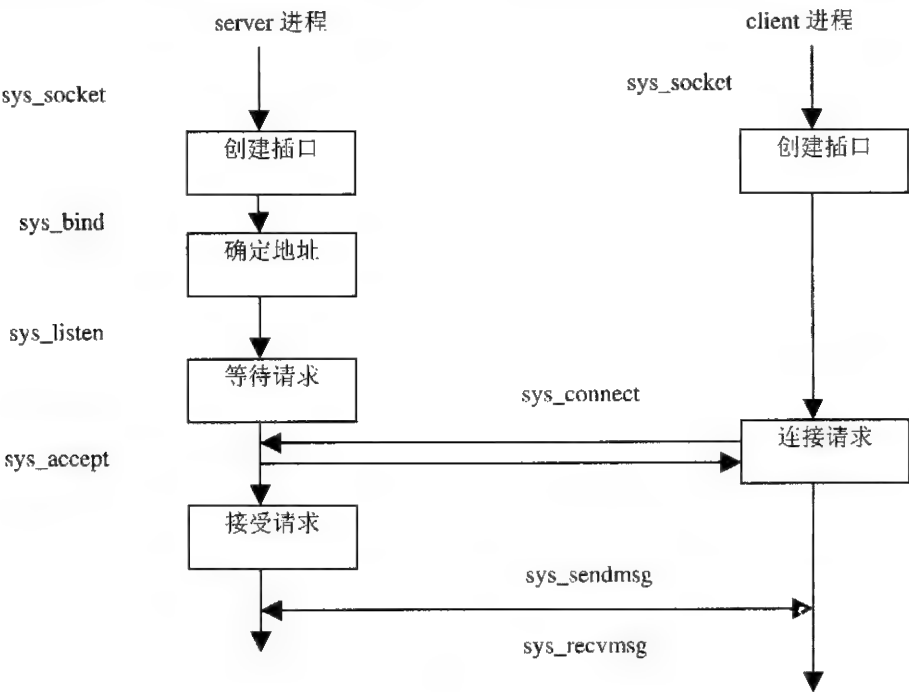 server 进程
client 进程
sys_socket
sys_socket
创建插口
创建插口
sys_bind
确定地址
sys_listen
等待请求
sys_connect
连接请求
sys_accept
接受请求
sys_sendmsg
sys_recvmsg